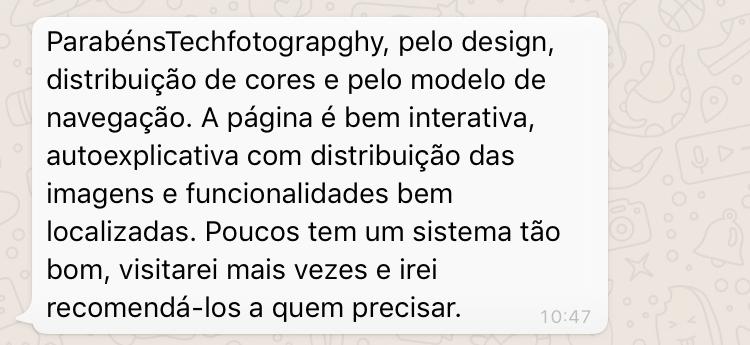 ParabénsTechfotograpghy, pelo design,
distribuição de cores e pelo modelo de
navegação. A página é bem interativa,
autoexplicativa com distribuição das
imagens e funcionalidades bem
localizadas. Poucos tem um sistema tão
bom, visitarei mais vezes e irei
recomendá-los a quem precisar.
10:47